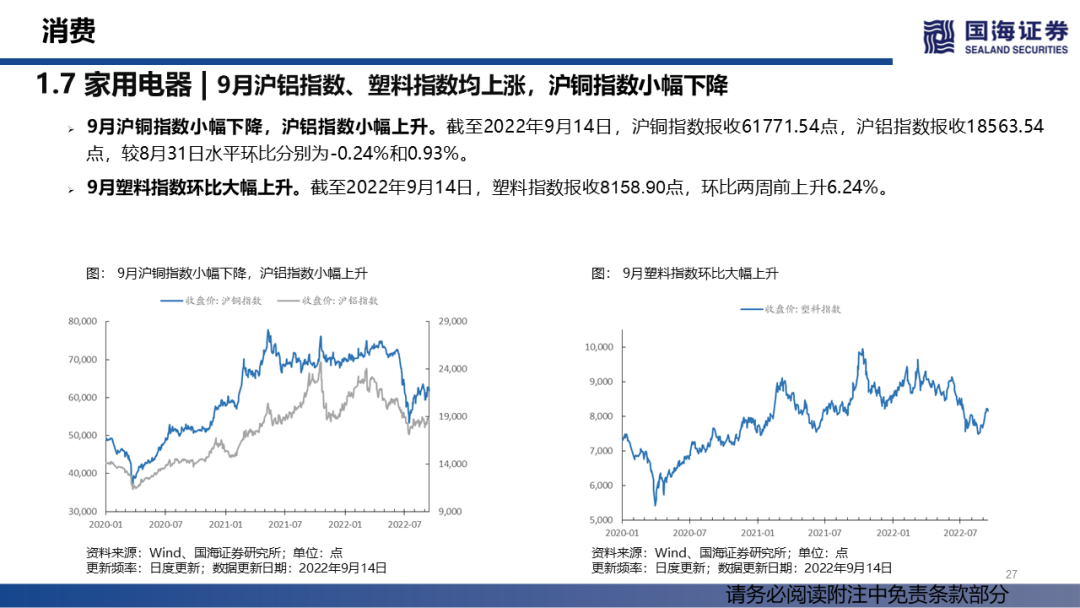 消费
国海证券
SEALAND SECURITIES
1.7 家用电器 | 9月沪铝指数、塑料指数均上涨，沪铜指数小幅下降
9月沪铜指数小幅下降，沪铝指数小幅上升。截至2022年9月14日，沪铜指数报收61771.54点，沪铝指数报收18563.54
点，较8月31日水平环比分别为-0.24%和0.93%。
9月塑料指数环比大幅上升。截至2022年9月14日，塑料指数报收8158.90点，环比两周前上升6.24%。
图： 9月沪铜指数小幅下降，沪铝指数小幅上升
收盘价:沪铜指数 收盘价:沪铝指数
80,000 29,000
70,000 24,000
60,000 19,000
50,000
40,000 14,000
30,000 9,000
2020-01 2020-07 2021-01 2021-07 2022-01 2022-07
资料来源：Wind、国海证券研究所；单位：点
更新频率：日度更新；数据更新日期：2022年9月14日
图： 9月塑料指数环比大幅上升
收盘价:塑料指数
10,000
9,000
8,000
7,000
6,000
5,000
2020-01 2020-07 2021-01 2021-07 2022-01 2022-07
资料来源：Wind、国海证券研究所；单位：点
更新频率：日度更新；数据更新日期：2022年9月14日
27
请务必阅读附注中免责条款部分